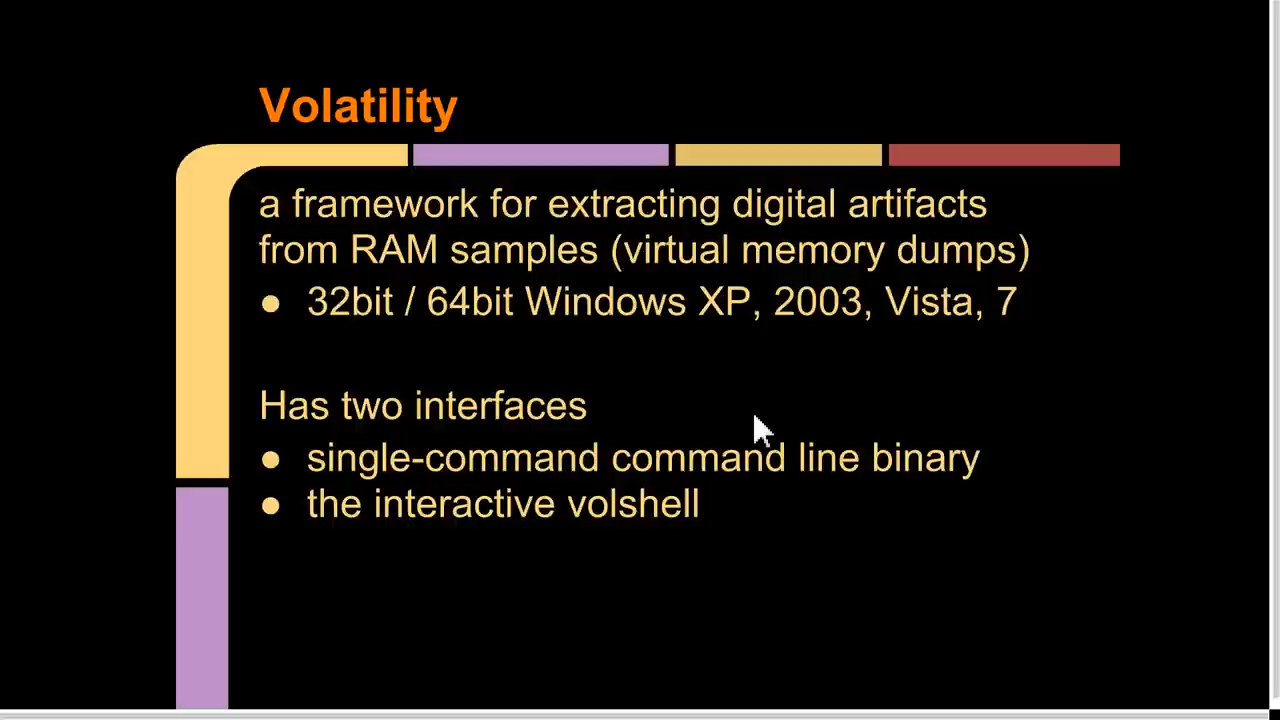 Volatility
a framework for extracting digital artifacts
from RAM samples (virtual memory dumps)
● 32bit / 64bit Windows XP, 2003, Vista, 7
Has two interfaces
● single-command command line binary
● the interactive volshell